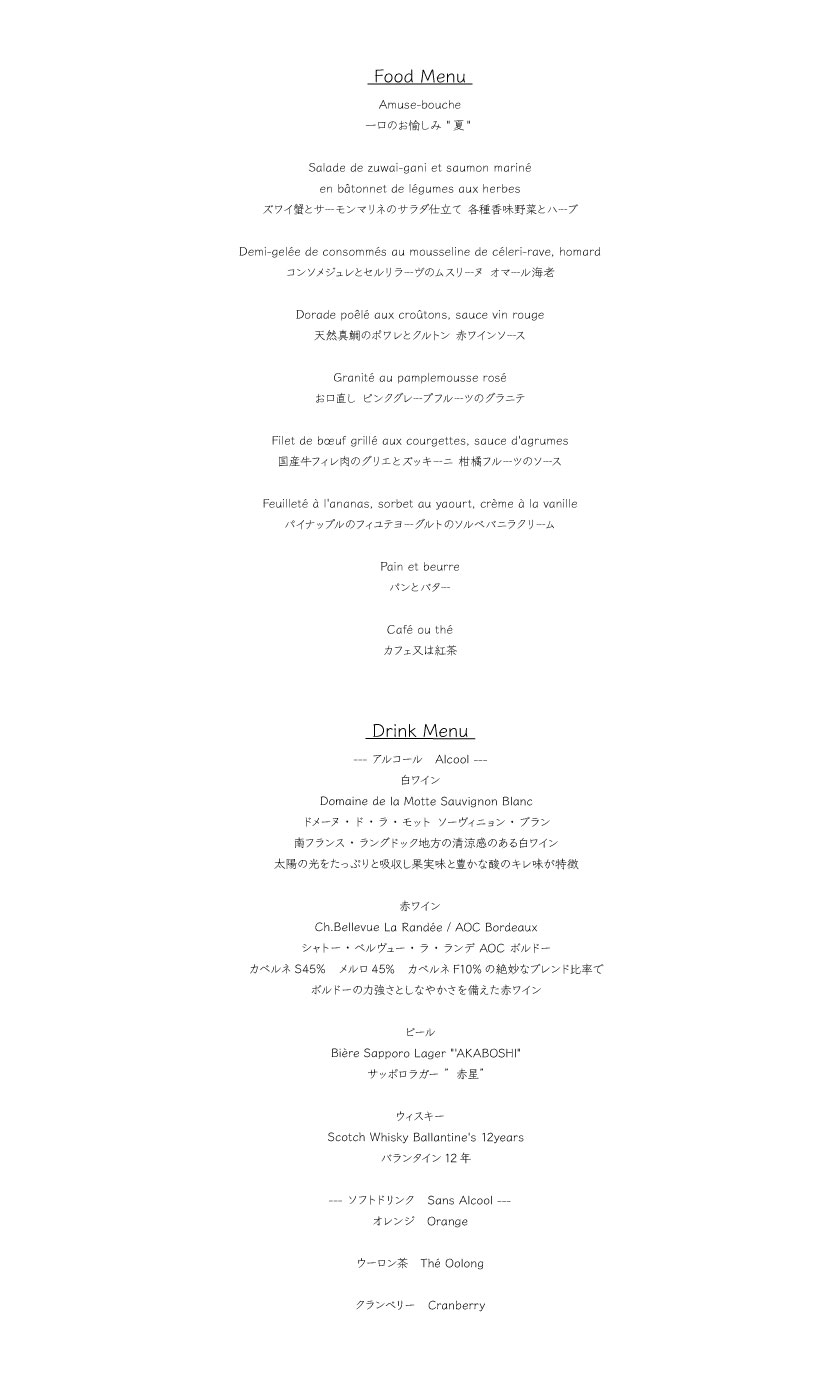 Food Menu
Amuse-bouche
一口のお愉しみ "夏"
Salade de zuwai-gani et saumon mariné
en bâtonnet de légumes aux herbes
ズワイ蟹とサーモンマリネのサラダ仕立て 各種香味野菜とハーブ
Demi-gelée de consommés au mousseline de céleri-rave, homard
コンソメジュレとセルリラーヴのムスリーヌ オマール海老
Dorade poêlé aux croûtons, sauce vin rouge
天然真鯛のポワレとクルトン 赤ワインソース
Granité au pamplemousse rosé
お口直し ピンクグレープフルーツのグラニテ
Filet de bœuf grillé aux courgettes, sauce d'agrumes
国産牛フィレ肉のグリエとズッキーニ 柑橘フルーツのソース
Feuilleté à l'ananas, sorbet au yaourt, crème à la vanille
パイナップルのフィユテヨーグルトのソルベバニラクリーム
Pain et beurre
パンとバター
Café ou thé
カフェ又は紅茶
Drink Menu
--- アルコール Alcool ---
白ワイン
Domaine de la Motte Sauvignon Blanc
ドメーヌ・ド・ラ・モット ソーヴィニョン・ブラン
南フランス・ラングドック地方の清涼感のある白ワイン
太陽の光をたっぷりと吸収し果実味と豊かな酸のキレ味が特徴
赤ワイン
Ch.Bellevue La Randée / AOC Bordeaux
シャトー・ベルヴュー・ラ・ランデ AOC ボルドー
カベルネ S45% メルロ 45% カベルネ F10% の絶妙なブレンド比率で
ボルドーの力強さとしなやかさを備えた赤ワイン
ビール
Bière Sapporo Lager "'AKABOSHI"
サッポロラガー ”赤星”
ウィスキー
Scotch Whisky Ballantine's 12years
バランタイン 12 年
--- ソフトドリンク Sans Alcool ---
オレンジ Orange
ウーロン茶 Thé Oolong
クランベリー Cranberry